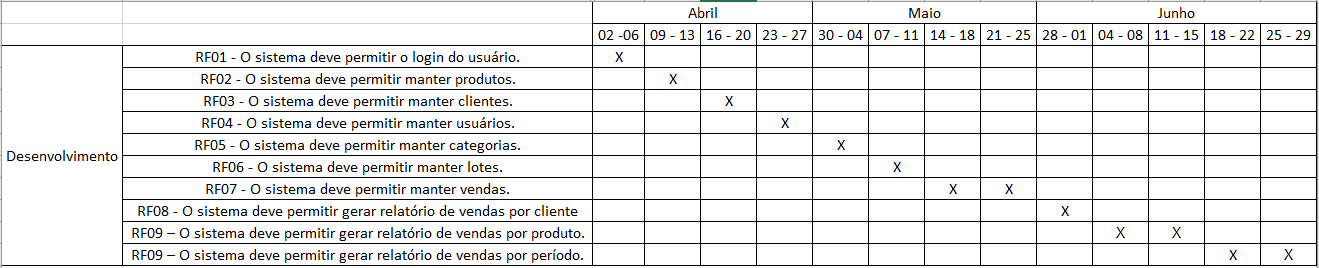 Abril Maio Junho
02 -06 09 - 13 16 - 20 23 - 27 30 - 04 07 - 11 14 - 18 21 - 25 28 - 01 04 - 08 11 - 15 18 - 22 25 - 29
RF01 - O sistema deve permitir o login do usuário. X
RF02 - O sistema deve permitir manter produtos. X
RF03 - O sistema deve permitir manter clientes. X
RF04 - O sistema deve permitir manter usuários. X
RF05 - O sistema deve permitir manter categorias. X
Desenvolvimento
RF06 - O sistema deve permitir manter lotes. X
RF07 - O sistema deve permitir manter vendas. X X
RF08 - O sistema deve permitir gerar relatório de vendas por cliente X
RF09 – O sistema deve permitir gerar relatório de vendas por produto. X X
RF09 – O sistema deve permitir gerar relatório de vendas por período. X X